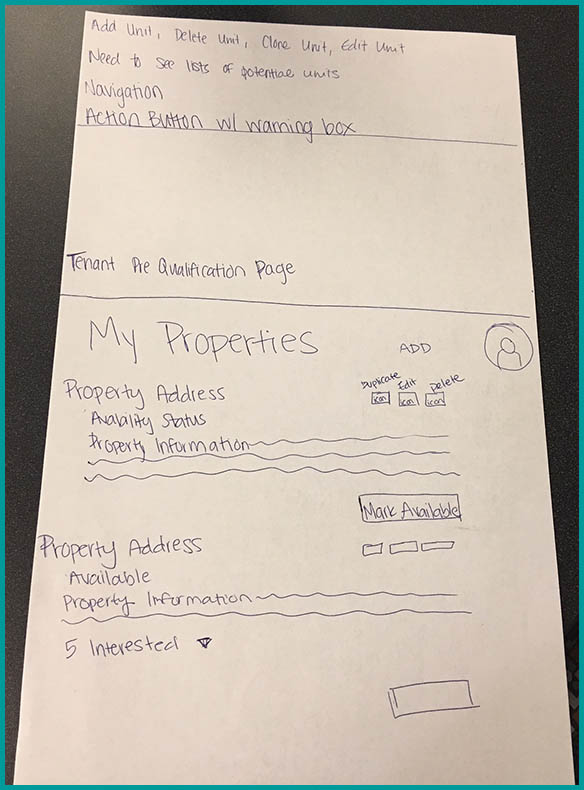 Add Unit, Delete Unit, Clone Unit, Edit Unit
Need to see lists of potential units
Navigation
Action Button w/ warning box
Tenant Pre Qualification Page
My Properties
ADD
Property Address
Duplicate Edit Delete
icon icon icon
Availility Status
Property Information
Mark Available
Property Address
Available
Property Information
5 Interested